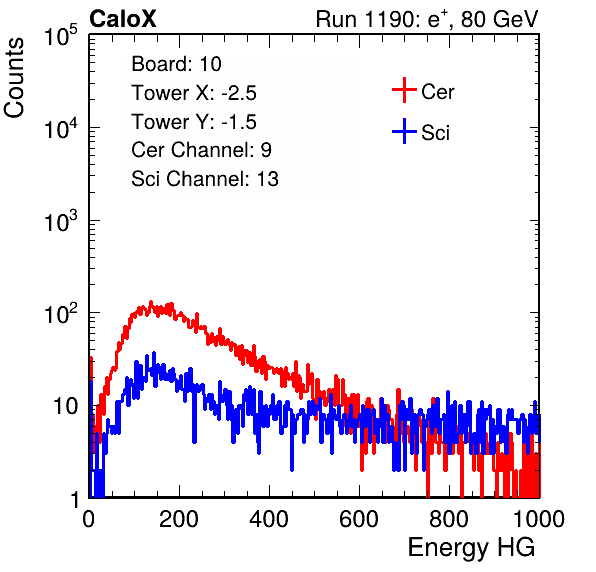 CaloX Run 1190: e⁺, 80 GeV
Counts
10⁵
10⁴
10³
10²
10
1
Board: 10
Tower X: -2.5
Tower Y: -1.5
Cer Channel: 9
Sci Channel: 13
Cer
Sci
0 200 400 600 800 1000
Energy HG